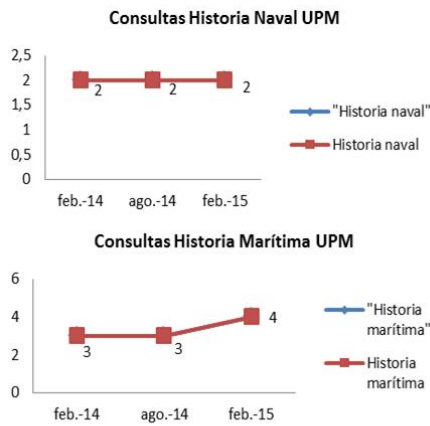 Consultas Historia Naval UPM
2,5
2
1,5
1
0,5
0
2
2
2
feb.-14
ago.-14
feb.-15
"Historia naval"
Historia naval
Consultas Historia Marítima UPM
6
4
2
0
3
3
4
feb.-14
ago.-14
feb.-15
"Historia
marítima"
Historia
marítima